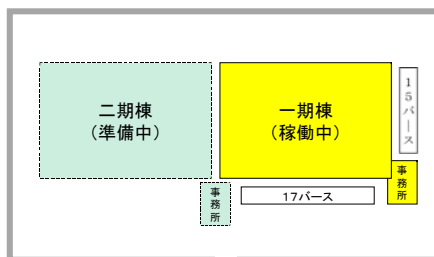 二期棟
（準備中）
一期棟
（稼働中）
15バース
事務所
事務所
17バース